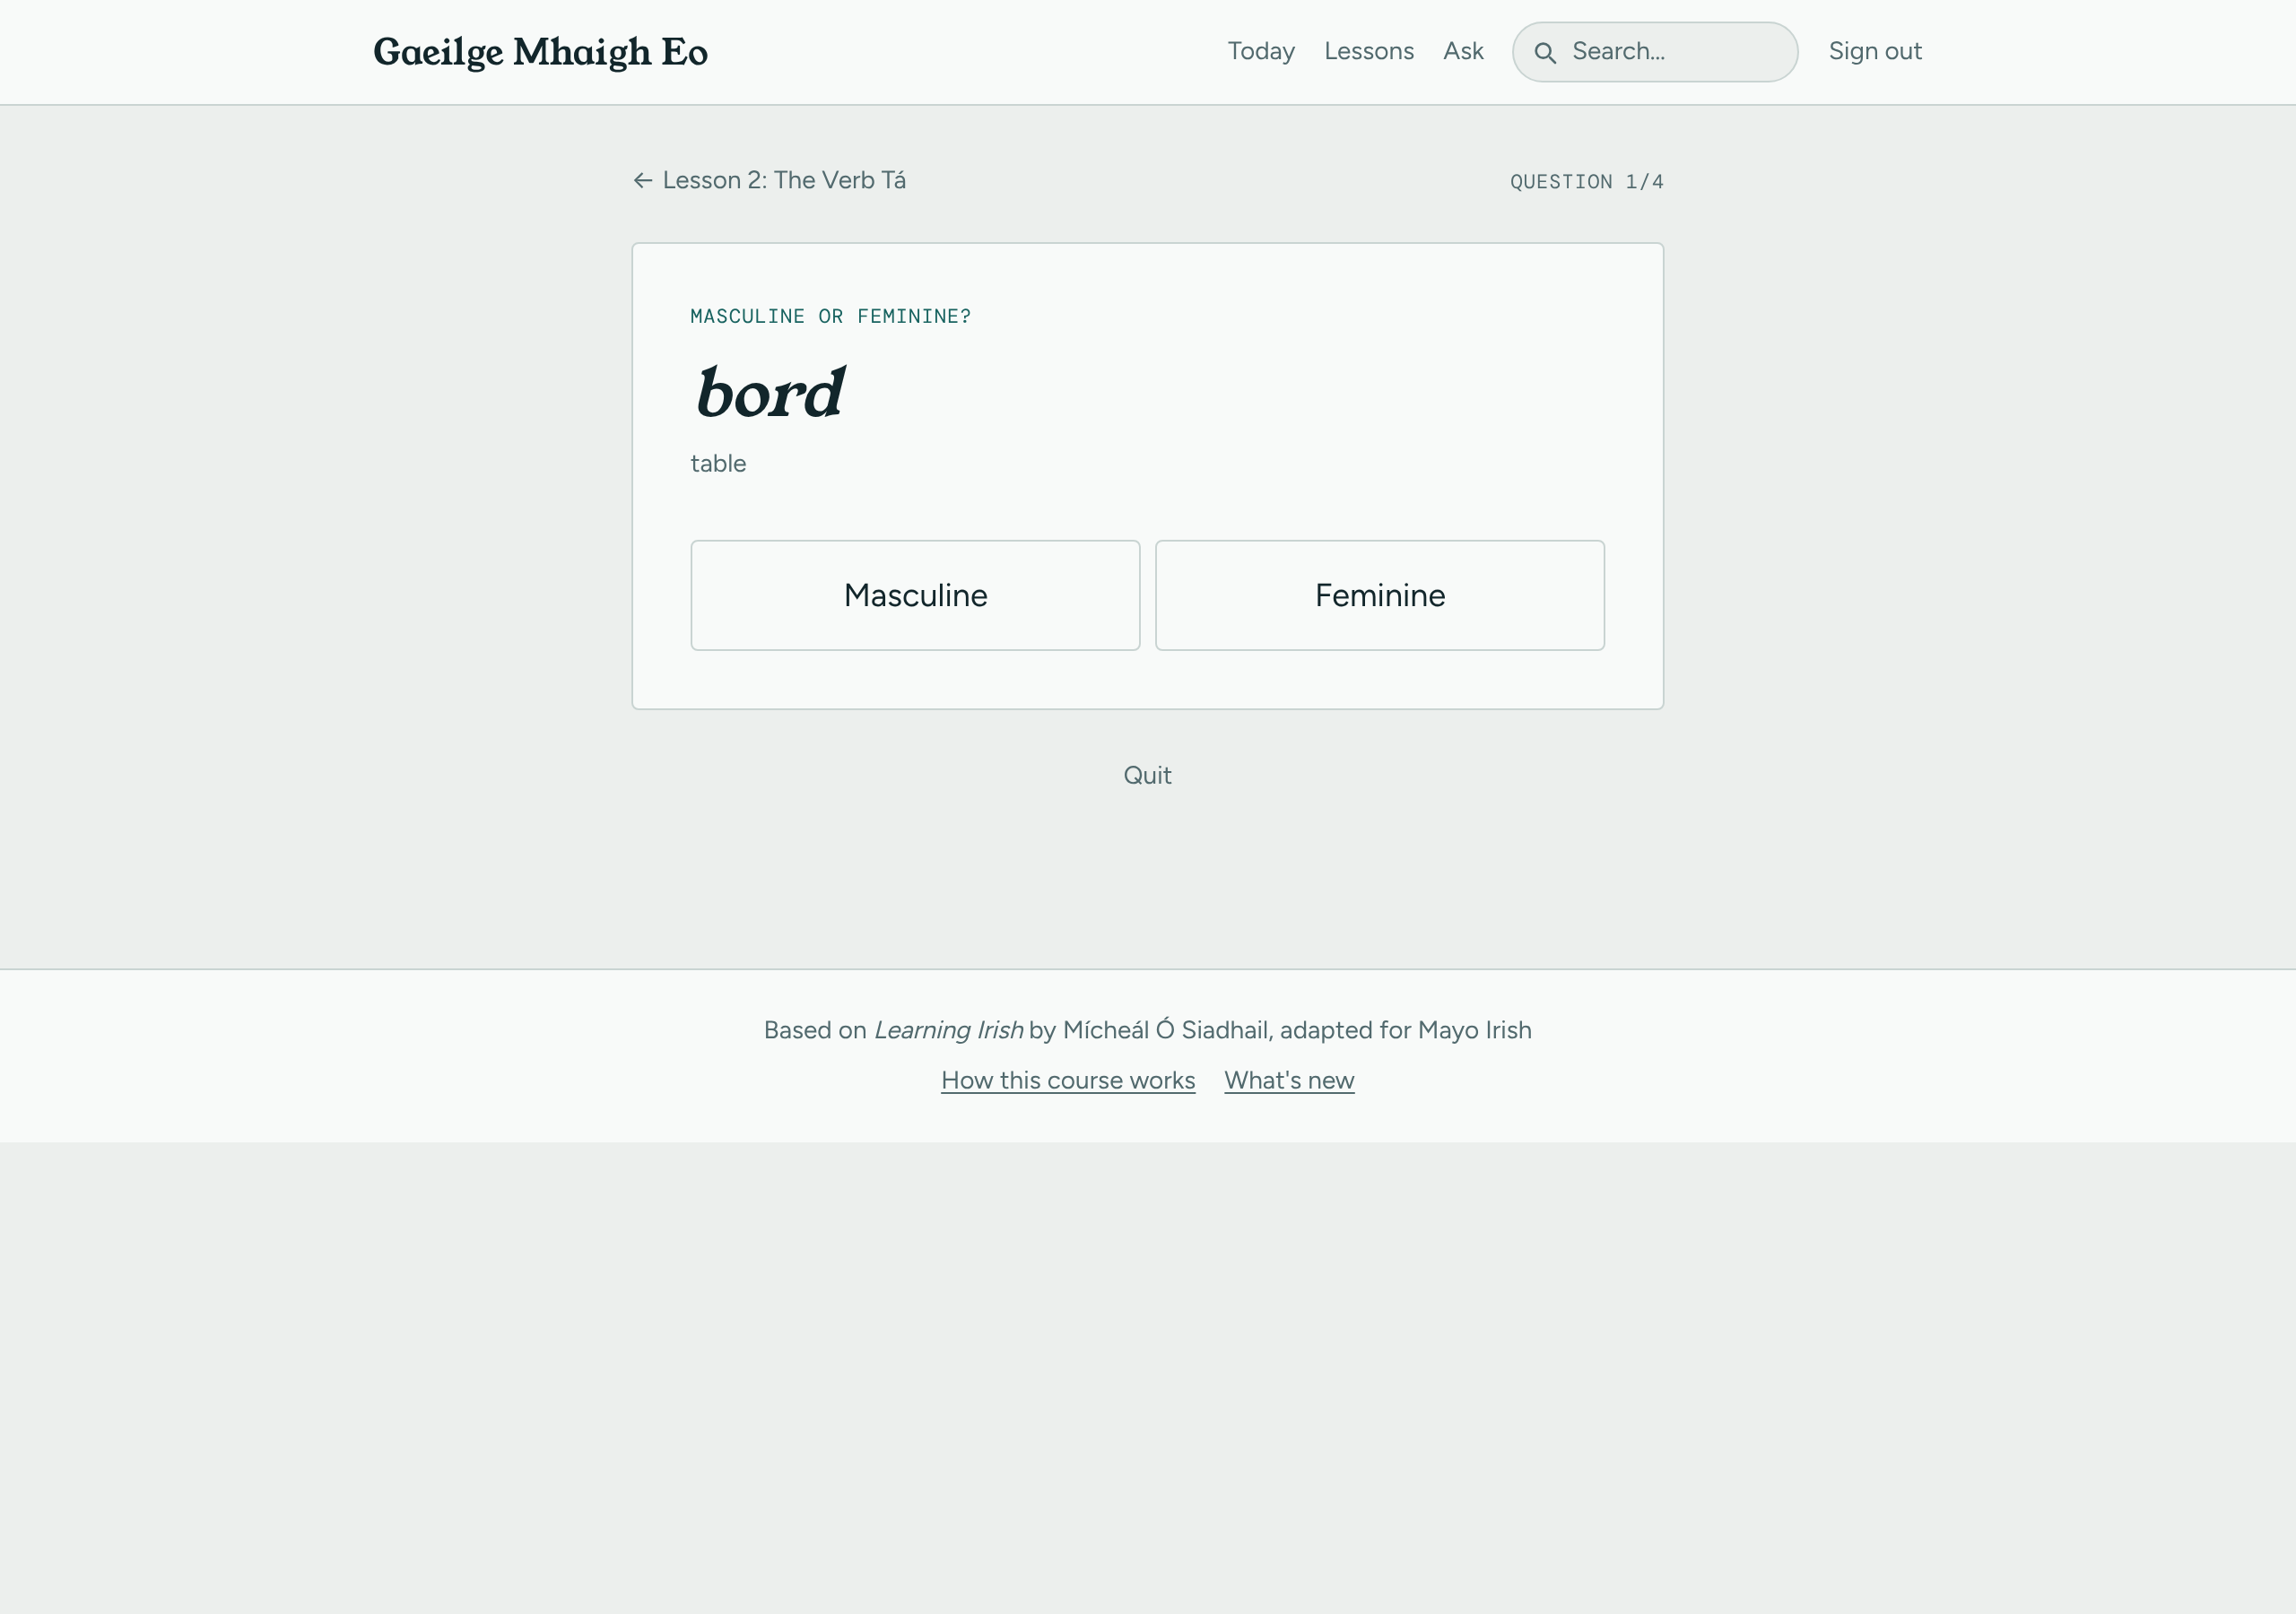 Gaeilge Mhaigh Eo
Today Lessons Ask Search... Sign out
← Lesson 2: The Verb Tá
QUESTION 1/4
MASCULINE OR FEMININE?
bord
table
Masculine Feminine
Quit
Based on Learning Irish by Mícheál Ó Siadhail, adapted for Mayo Irish
How this course works What's new